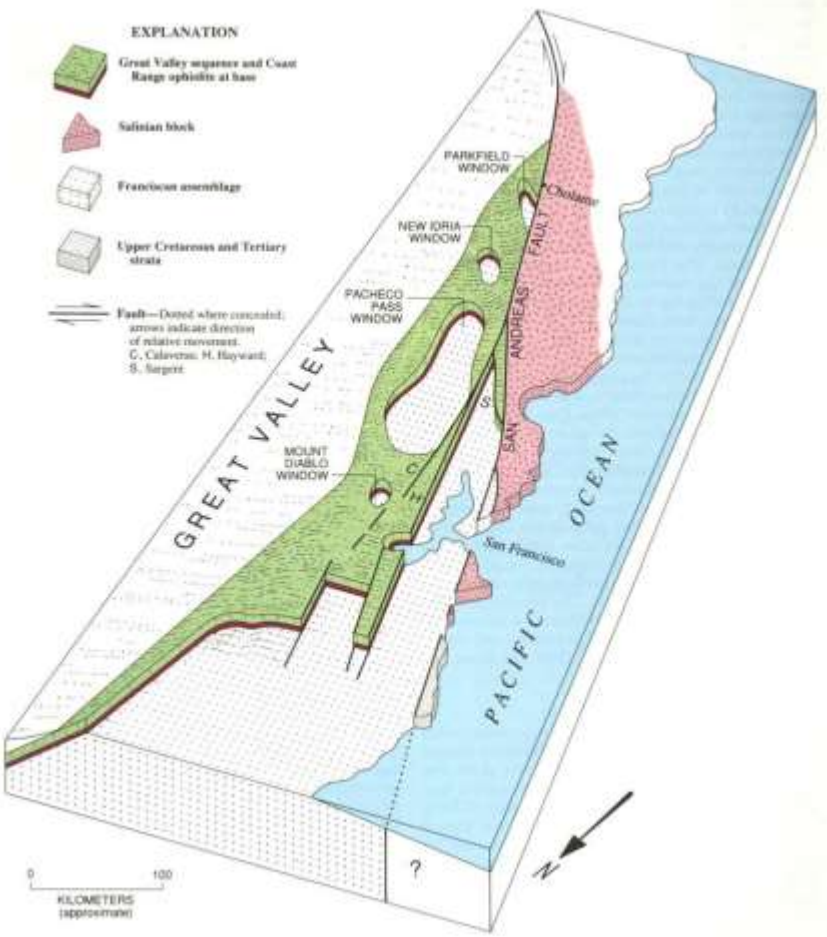 EXPLANATION
Great Valley sequence and Coast
Range ophiolite at base
Salinian block
Franciscan assemblage
Upper Cretaceous and Tertiary
strata
Fault—Dotted where concealed;
arrows indicate direction
of relative movement.
C, Calaveras; H, Hayward;
S, Sargent
PARKFIELD
WINDOW
Cholame
NEW IDRIA
WINDOW
PACHECO
PASS
WINDOW
SAN ANDREAS FAULT
S
C
H
MOUNT
DIABLO
WINDOW
GREAT VALLEY
San Francisco
PACIFIC OCEAN
?
N
0 100
KILOMETERS
(approximate)